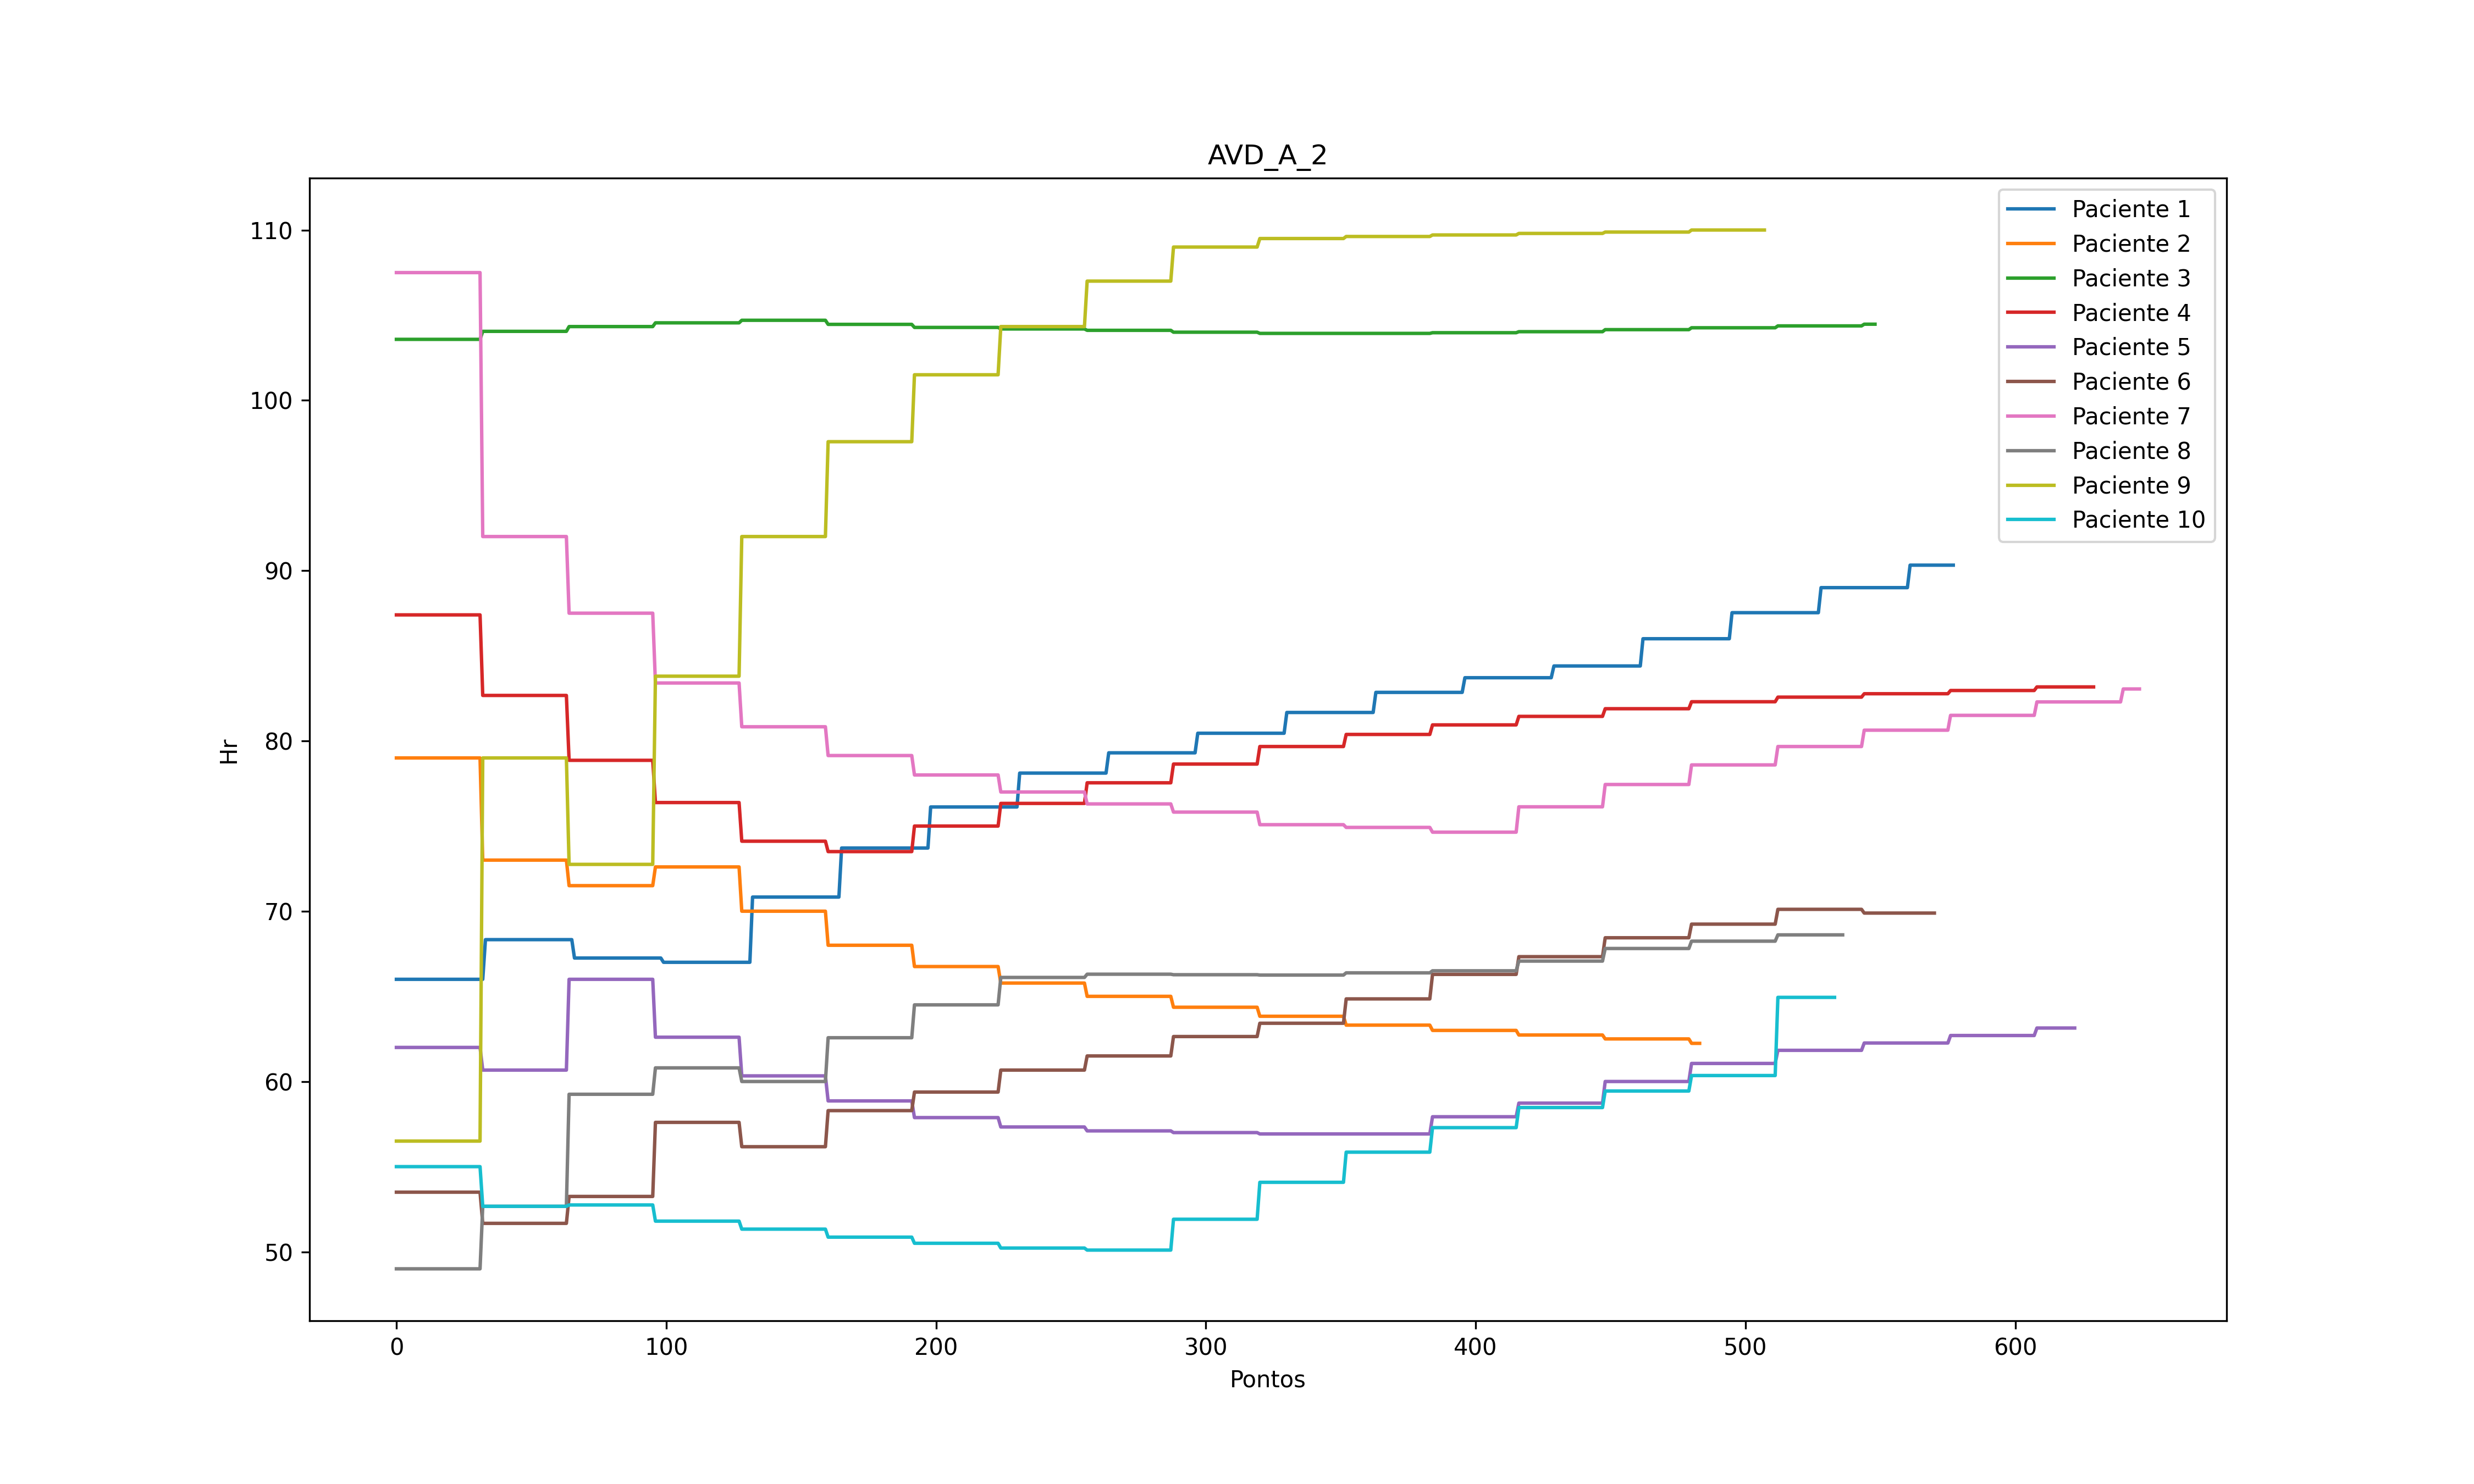 AVD_A_2
Hr
110
100
90
80
70
60
50
0 100 200 300 400 500 600
Pontos
Paciente 1
Paciente 2
Paciente 3
Paciente 4
Paciente 5
Paciente 6
Paciente 7
Paciente 8
Paciente 9
Paciente 10